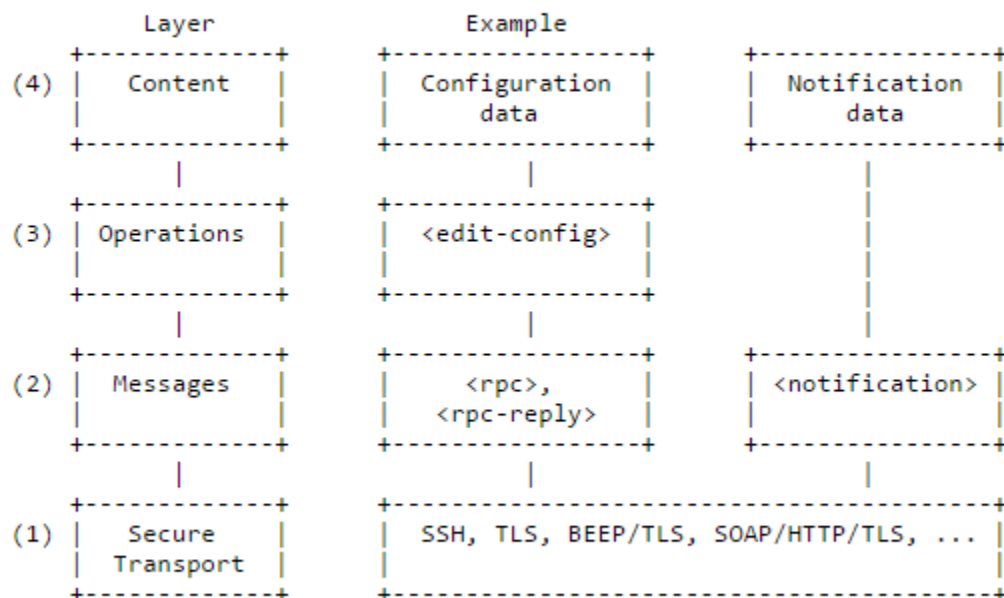 Layer Example
(4) Content Configuration Notification
data data
(3) Operations <edit-config>
(2) Messages <rpc>, <notification>
<rpc-reply>
(1) Secure SSH, TLS, BEEP/TLS, SOAP/HTTP/TLS, ...
Transport